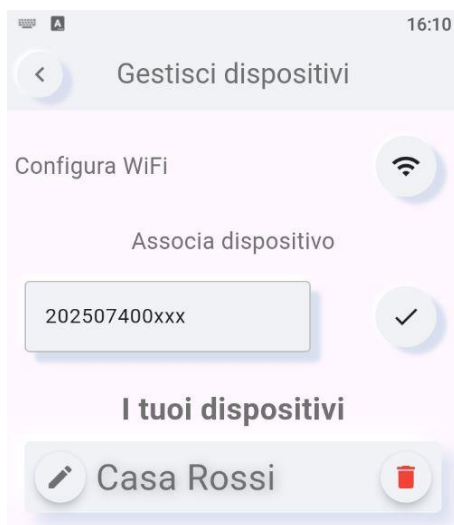 16:10
Gestisci dispositivi
Configura WiFi
Associa dispositivo
202507400xxx
I tuoi dispositivi
Casa Rossi